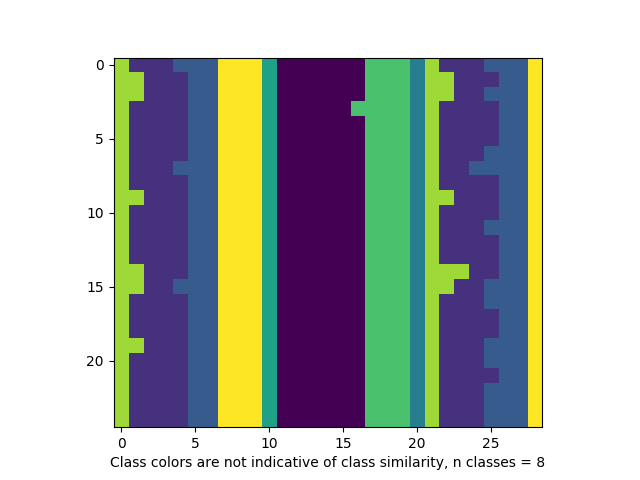 0
5
10
15
20
0 5 10 15 20 25
Class colors are not indicative of class similarity, n classes = 8